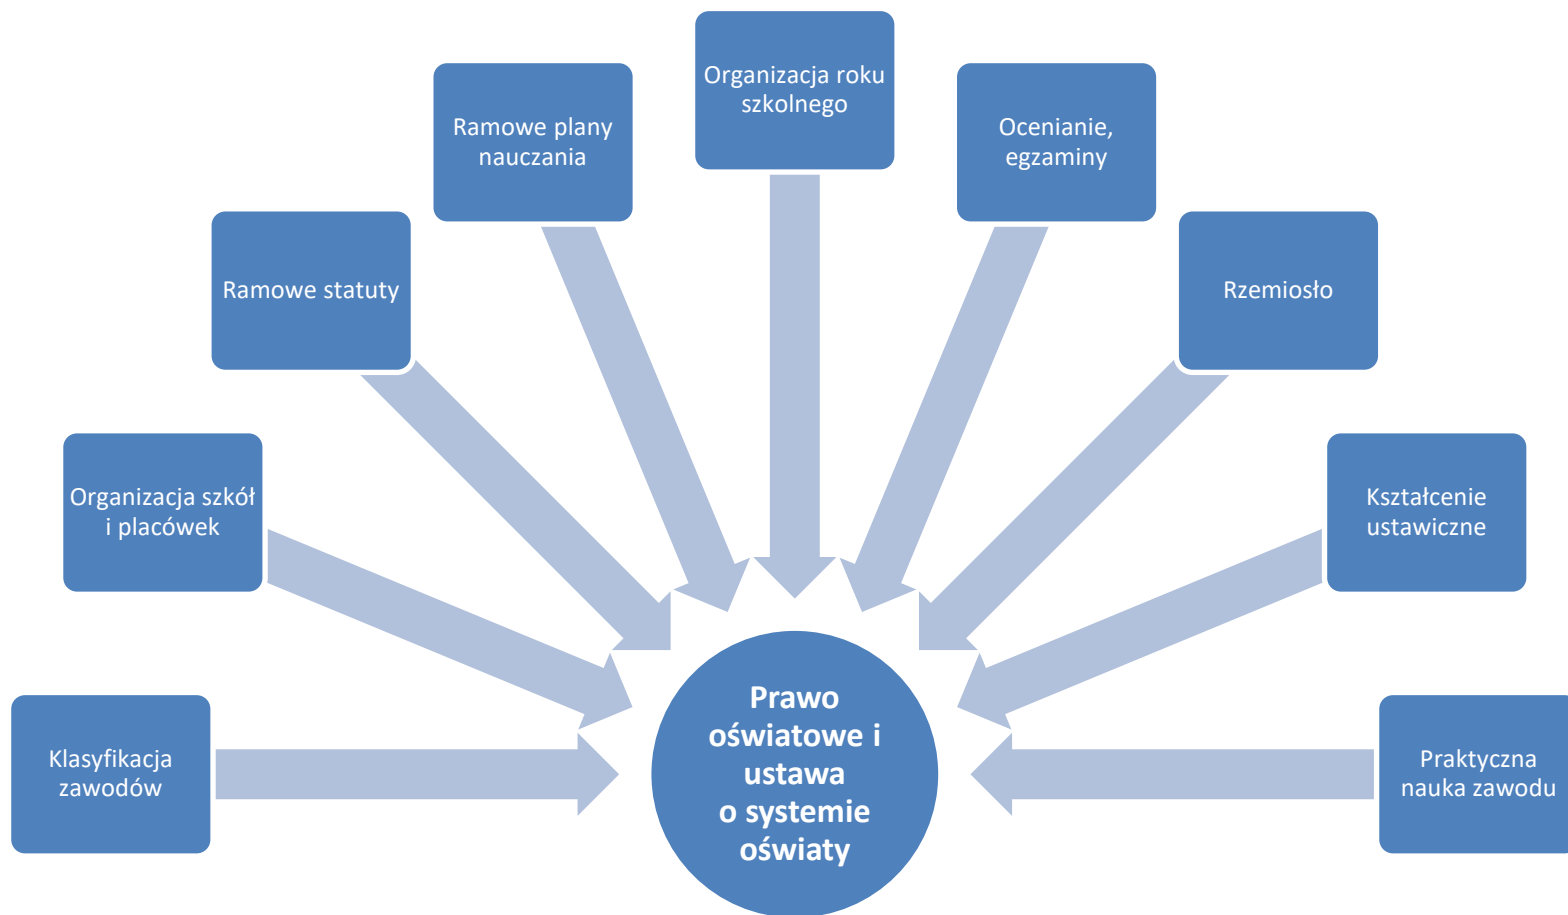 Organizacja roku
szkolnego
Ramowe plany
nauczania
Ocenianie,
egzaminy
Ramowe statuty
Rzemiosło
Organizacja szkół
i placówek
Kształcenie
ustawiczne
Klasyfikacja
zawodów
Prawo
oświatowe i
ustawa
o systemie
oświaty
Praktyczna
nauka zawodu